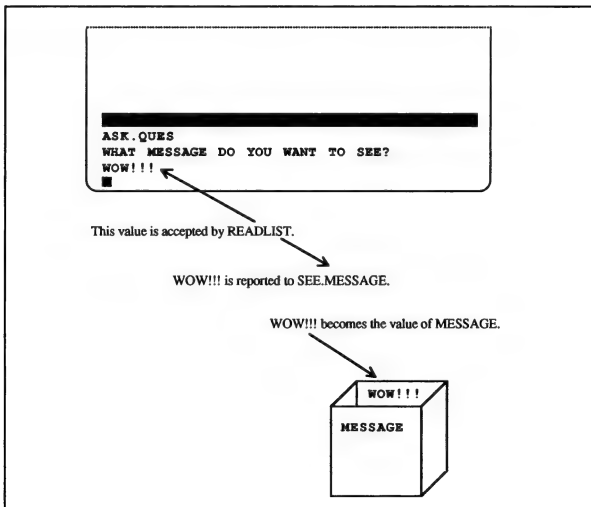 ASK.QUES
WHAT MESSAGE DO YOU WANT TO SEE?
WOW!!!
This value is accepted by READLIST.
WOW!!! is reported to SEE.MESSAGE.
WOW!!! becomes the value of MESSAGE.
WOW!!!
MESSAGE